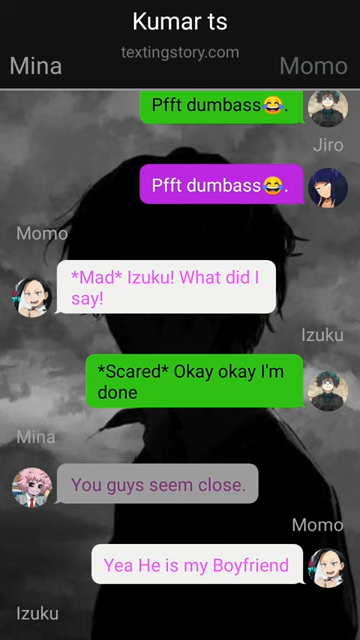 Kumar ts
textingstory.com
Mina
Momo
Pfft dumbass😂.
Jiro
Pfft dumbass😂.
Momo
*Mad* Izuku! What did I
say!
Izuku
*Scared* Okay okay I'm
done
Mina
You guys seem close.
Momo
Yea He is my Boyfriend
Izuku